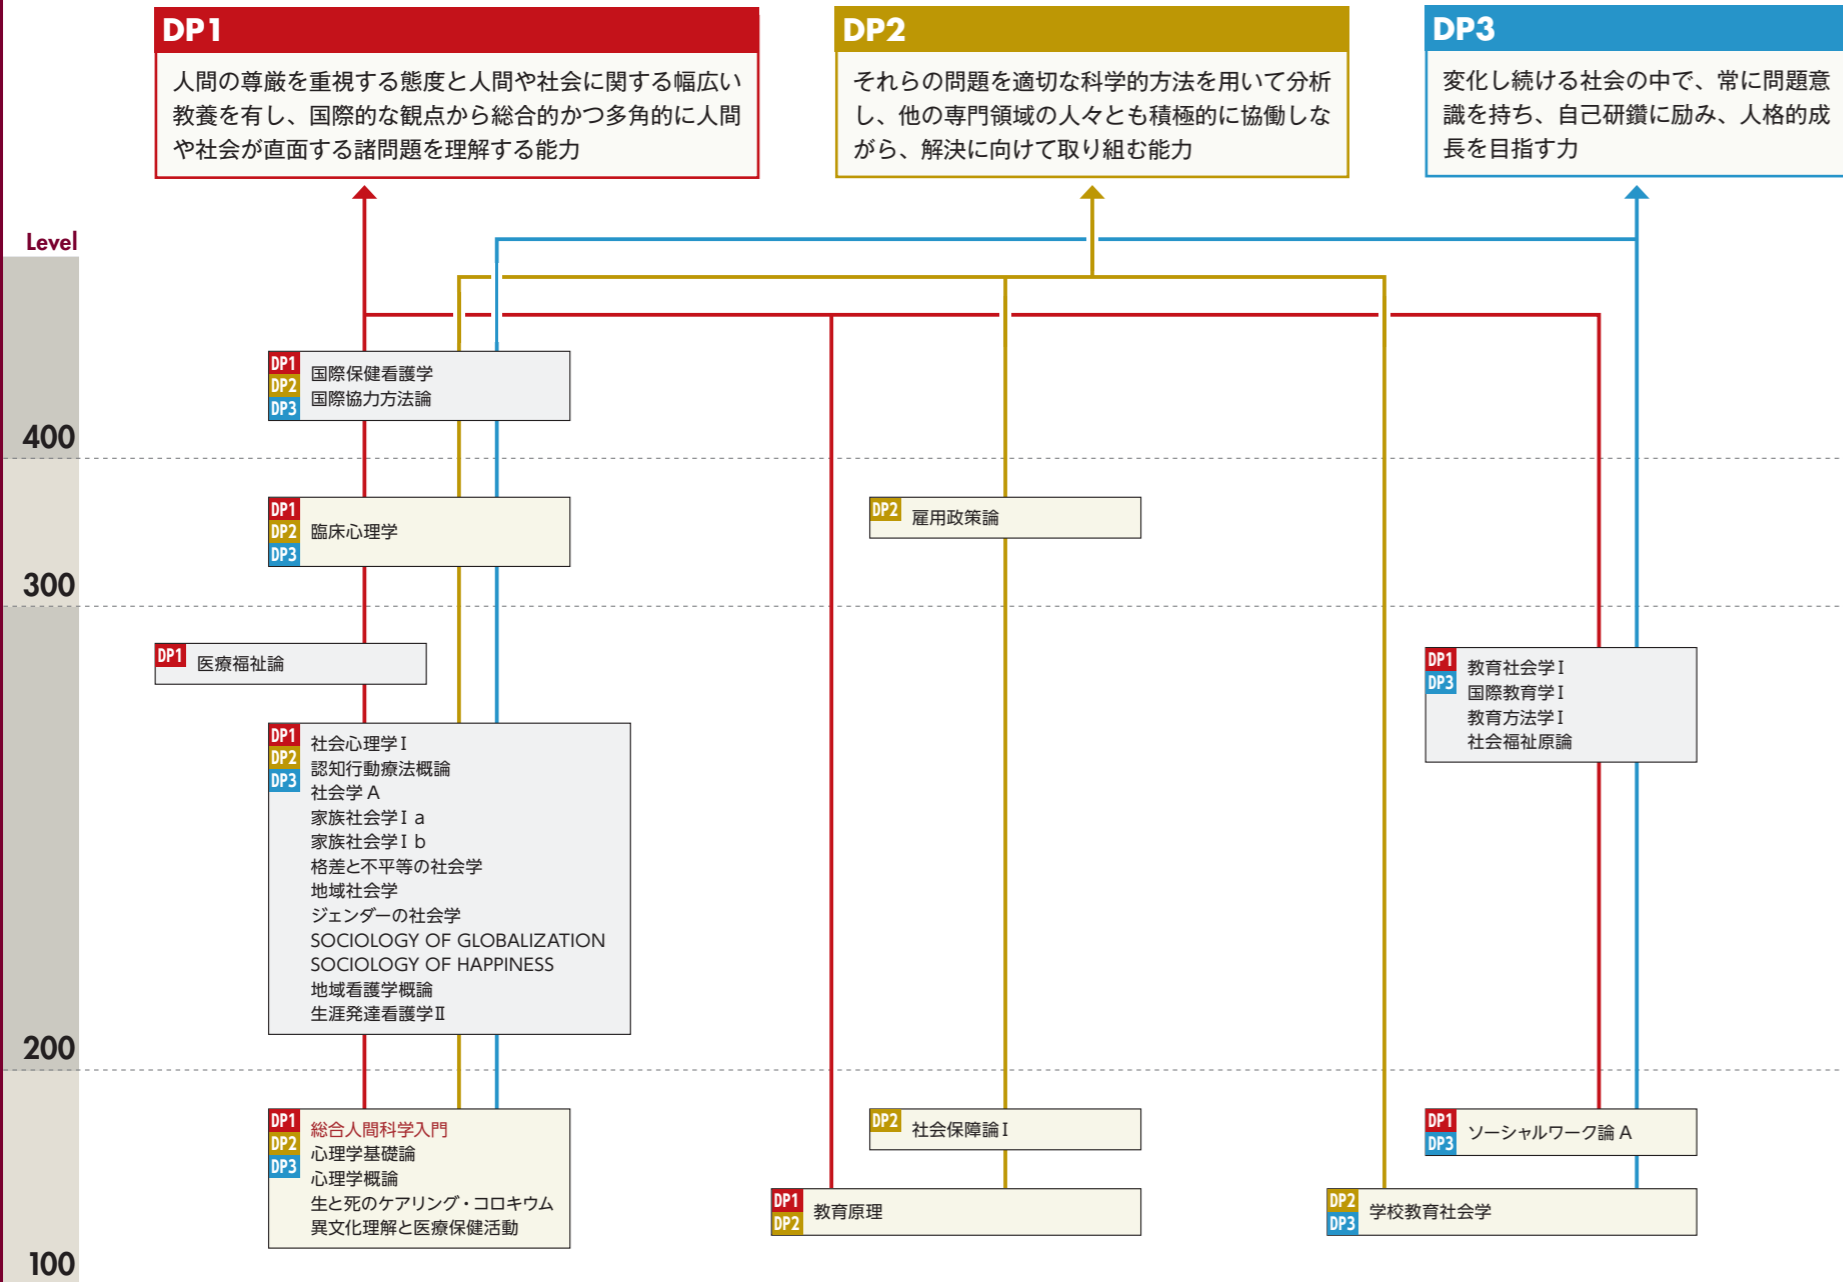 DP1
人間の尊厳を重視する態度と人間や社会に関する幅広い
教養を有し、国際的な観点から総合的かつ多角的に人間
や社会が直面する諸問題を理解する能力
DP2
それらの問題を適切な科学的方法を用いて分析
し、他の専門領域の人々とも積極的に協働しな
がら、解決に向けて取り組む能力
DP3
変化し続ける社会の中で、常に問題意
識を持ち、自己研鑽に励み、人格的成
長を目指す力
Level
DP1
DP2
DP3
国際保健看護学
国際協力方法論
400
DP1
DP2
DP3
臨床心理学
DP2
雇用政策論
300
DP1
医療福祉論
DP1
DP3
教育社会学Ⅰ
国際教育学Ⅰ
教育方法学Ⅰ
社会福祉原論
DP1
DP2
DP3
社会心理学Ⅰ
認知行動療法概論
社会学 A
家族社会学Ⅰ a
家族社会学Ⅰ b
格差と不平等の社会学
地域社会学
ジェンダーの社会学
SOCIOLOGY OF GLOBALIZATION
SOCIOLOGY OF HAPPINESS
地域看護学概論
生涯発達看護学Ⅱ
200
DP1
DP2
DP3
総合人間科学入門
心理学基礎論
心理学概論
生と死のケアリング・コロキウム
異文化理解と医療保健活動
DP2
社会保障論Ⅰ
DP1
DP3
ソーシャルワーク論 A
DP1
DP2
教育原理
DP2
DP3
学校教育社会学
100